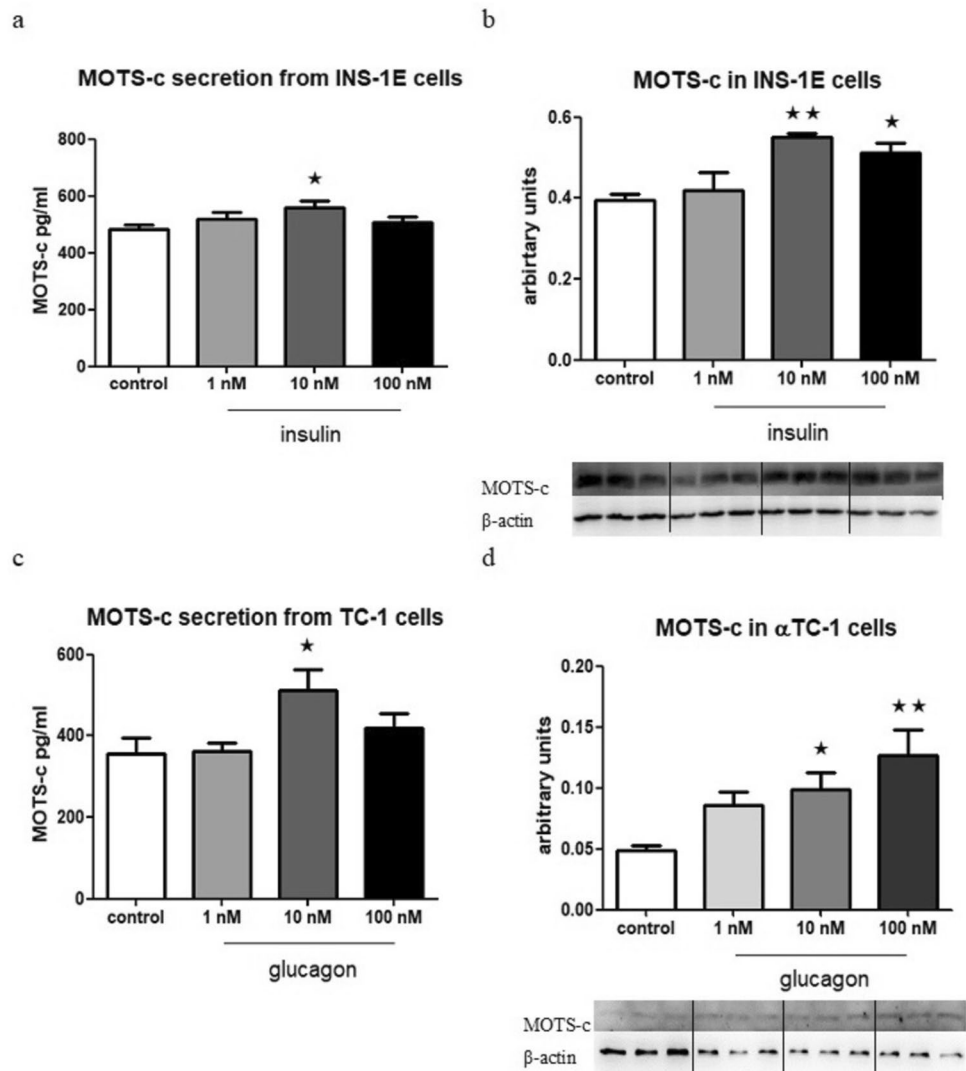 a
MOTS-c secretion from INS-1E cells
MOTS-c pg/ml
800
600
400
200
0
control 1 nM 10 nM 100 nM
insulin
★
b
MOTS-c in INS-1E cells
arbirtary units
0.6
0.4
0.2
0.0
control 1 nM 10 nM 100 nM
insulin
★★ ★
MOTS-c
β-actin
c
MOTS-c secretion from TC-1 cells
MOTS-c pg/ml
600
400
200
0
control 1 nM 10 nM 100 nM
glucagon
★
d
MOTS-c in αTC-1 cells
arbitrary units
0.20
0.15
0.10
0.05
0.00
control 1 nM 10 nM 100 nM
glucagon
★ ★★
MOTS-c
β-actin